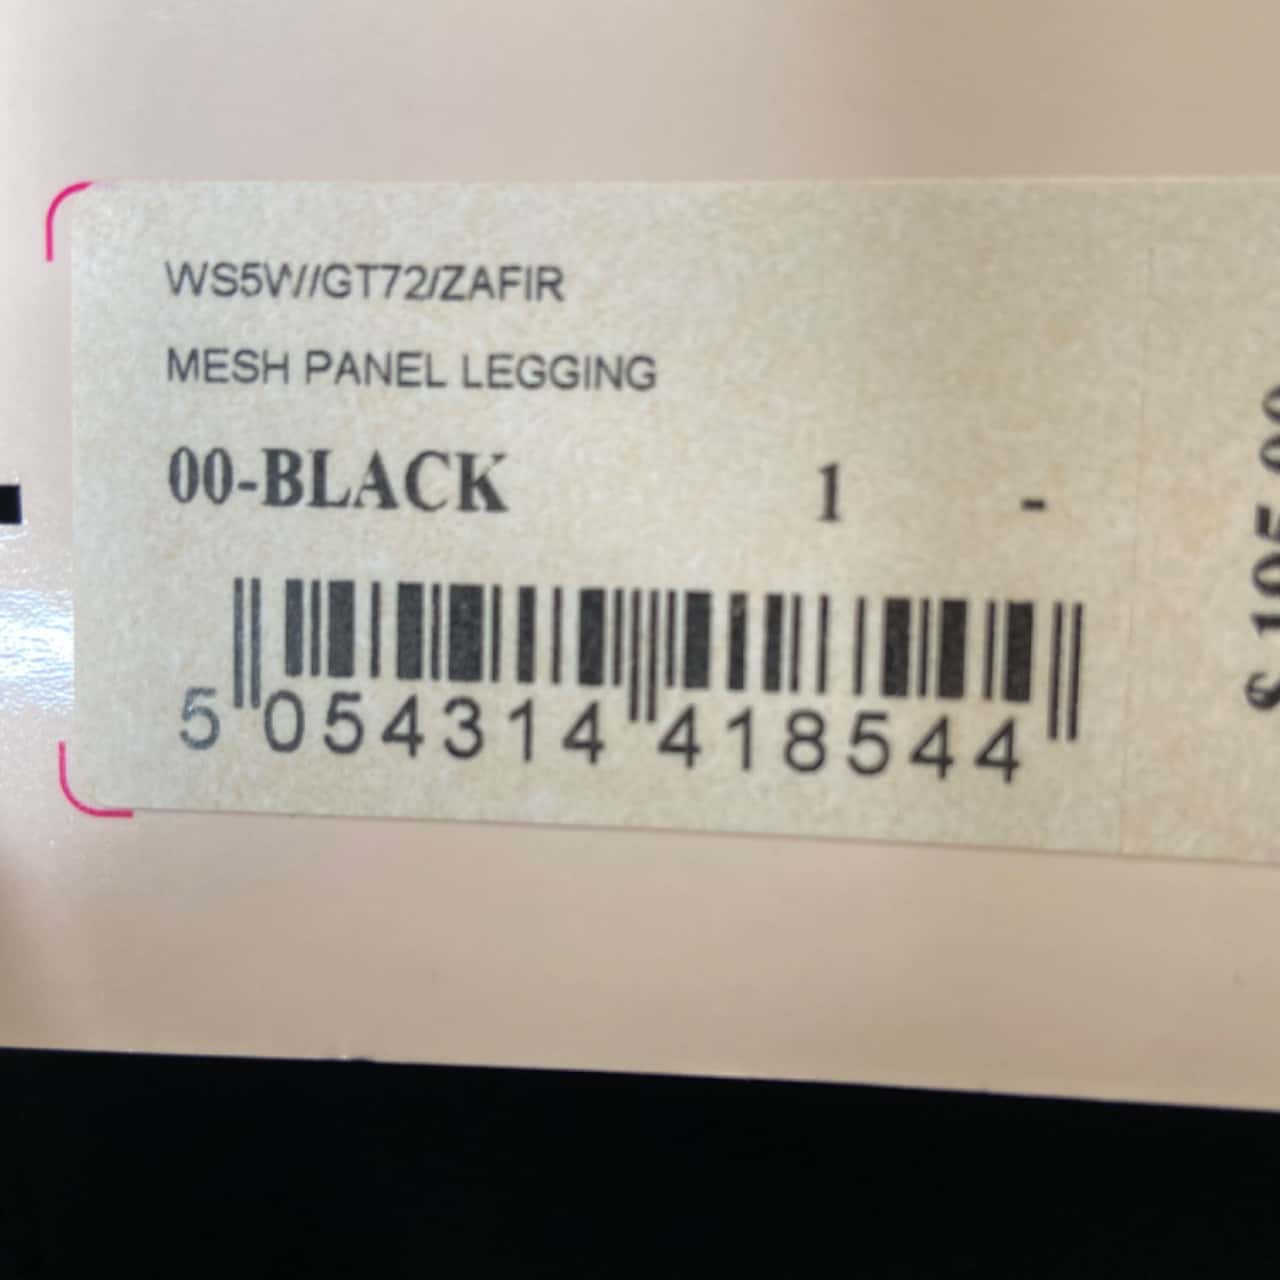 WS5W//GT72/ZAFIR
MESH PANEL LEGGING
00-BLACK 1 -
5 054314 418544